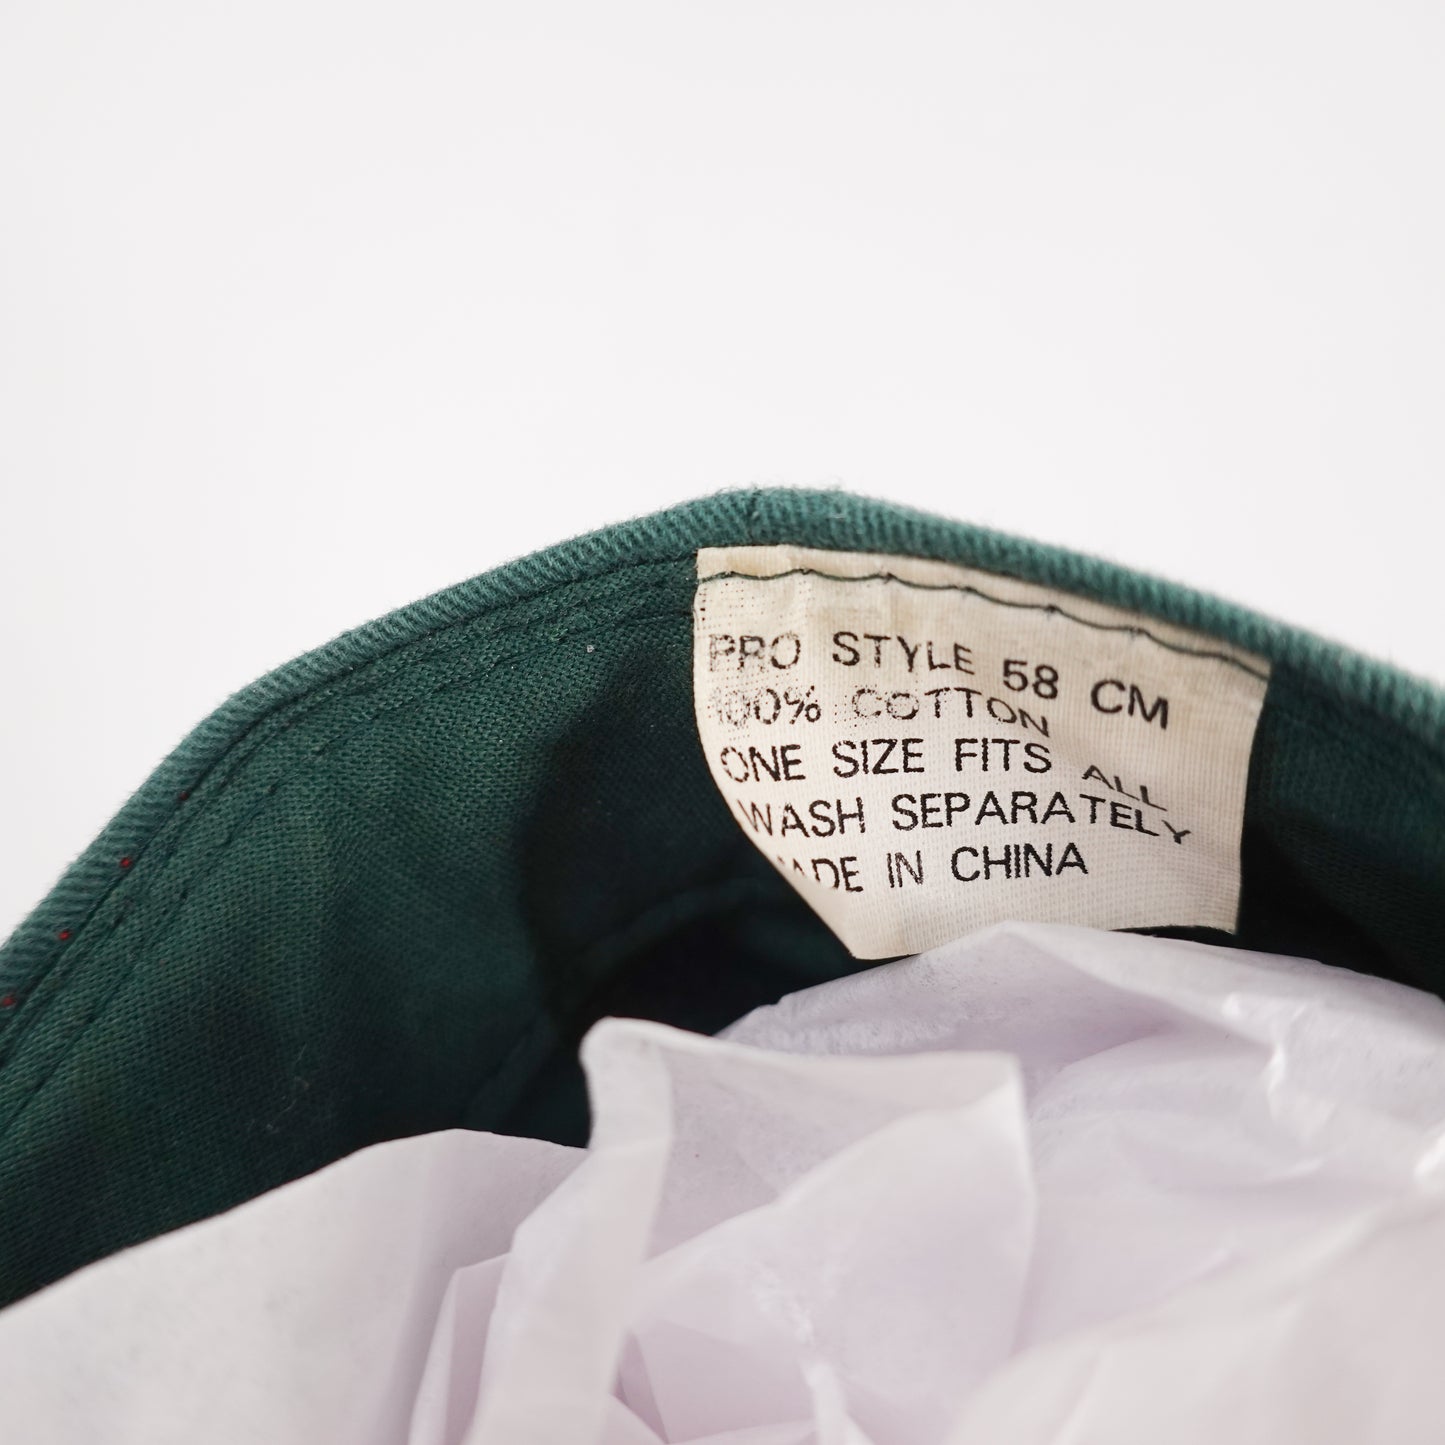 PRO STYLE 58 CM
100% COTTON
ONE SIZE FITS ALL
WASH SEPARATELY
MADE IN CHINA